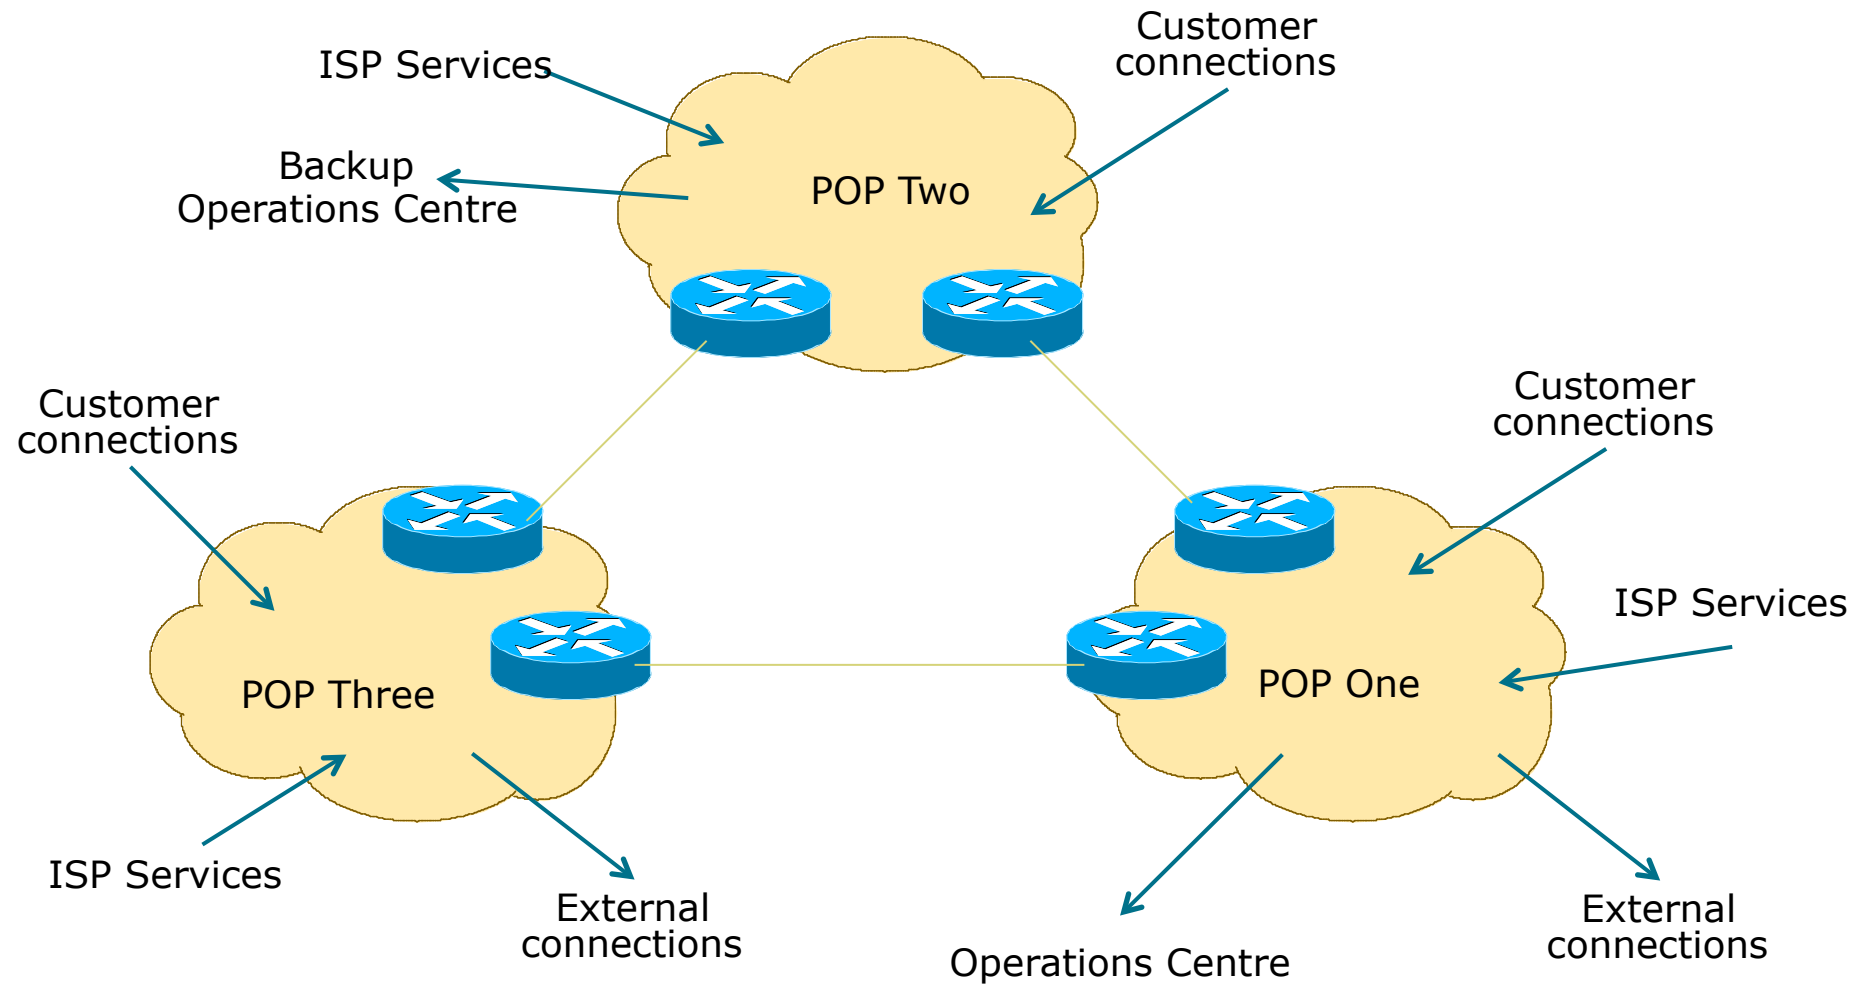 Customer
connections
ISP Services
Backup
Operations Centre
POP Two
Customer
connections
Customer
connections
ISP Services
POP Three
POP One
ISP Services
External
connections
External
connections
Operations Centre